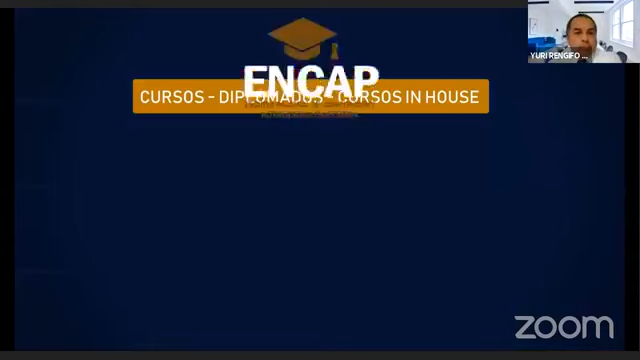 ENCAP
CURSOS - DIPLOMADOS - CURSOS IN HOUSE
YURI RENGIFO ...
zoom